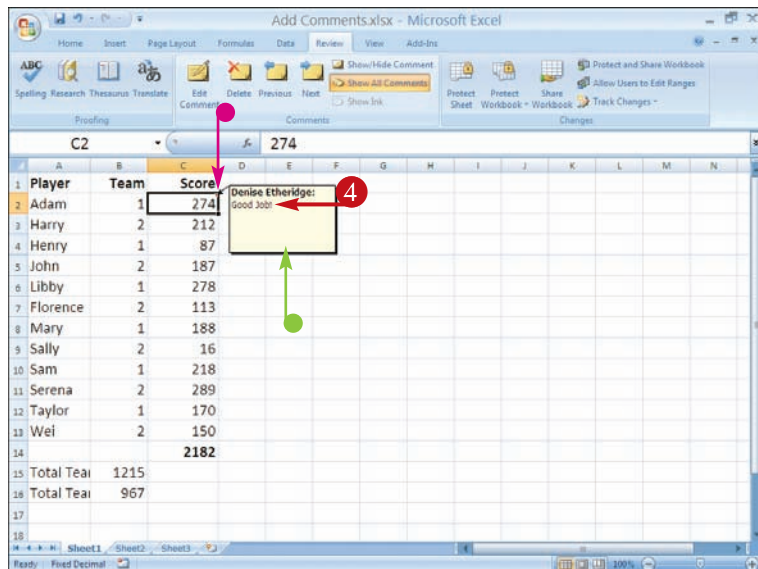 Add Comments.xlsx - Microsoft Excel
Home Insert Page Layout Formulas Data Review View Add-Ins
ABC
Spelling Research Thesaurus Translate
Proofing
Edit Comment Delete Previous Next
Show/Hide Comment
Show All Comments
Show Ink
Comments
Protect Sheet Protect Workbook Share Workbook
Protect and Share Workbook
Allow Users to Edit Ranges
Track Changes
Changes
C2 fx 274
A B C D E F G H I J K L M N
1 Player Team Score
2 Adam 1 274
3 Harry 2 212
4 Henry 1 87
5 John 2 187
6 Libby 1 278
7 Florence 2 113
8 Mary 1 188
9 Sally 2 16
10 Sam 1 218
11 Serena 2 289
12 Taylor 1 170
13 Wei 2 150
14 2182
15 Total Tear 1215
16 Total Tear 967
17
18
Denise Etheridge:
Good Job!
4
Sheet1 Sheet2 Sheet3
Ready Fixed Decimal 100%